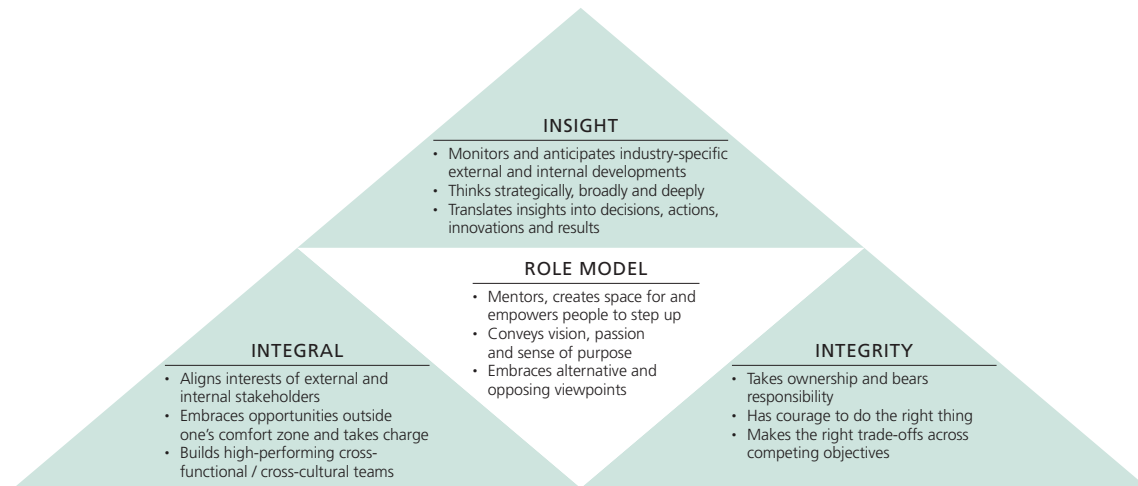 INSIGHT
• Monitors and anticipates industry-specific
external and internal developments
• Thinks strategically, broadly and deeply
• Translates insights into decisions, actions,
innovations and results
ROLE MODEL
• Mentors, creates space for and
empowers people to step up
• Conveys vision, passion
and sense of purpose
• Embraces alternative and
opposing viewpoints
INTEGRAL
• Aligns interests of external and
internal stakeholders
• Embraces opportunities outside
one's comfort zone and takes charge
• Builds high-performing cross-
functional / cross-cultural teams
INTEGRITY
• Takes ownership and bears
responsibility
• Has courage to do the right thing
• Makes the right trade-offs across
competing objectives